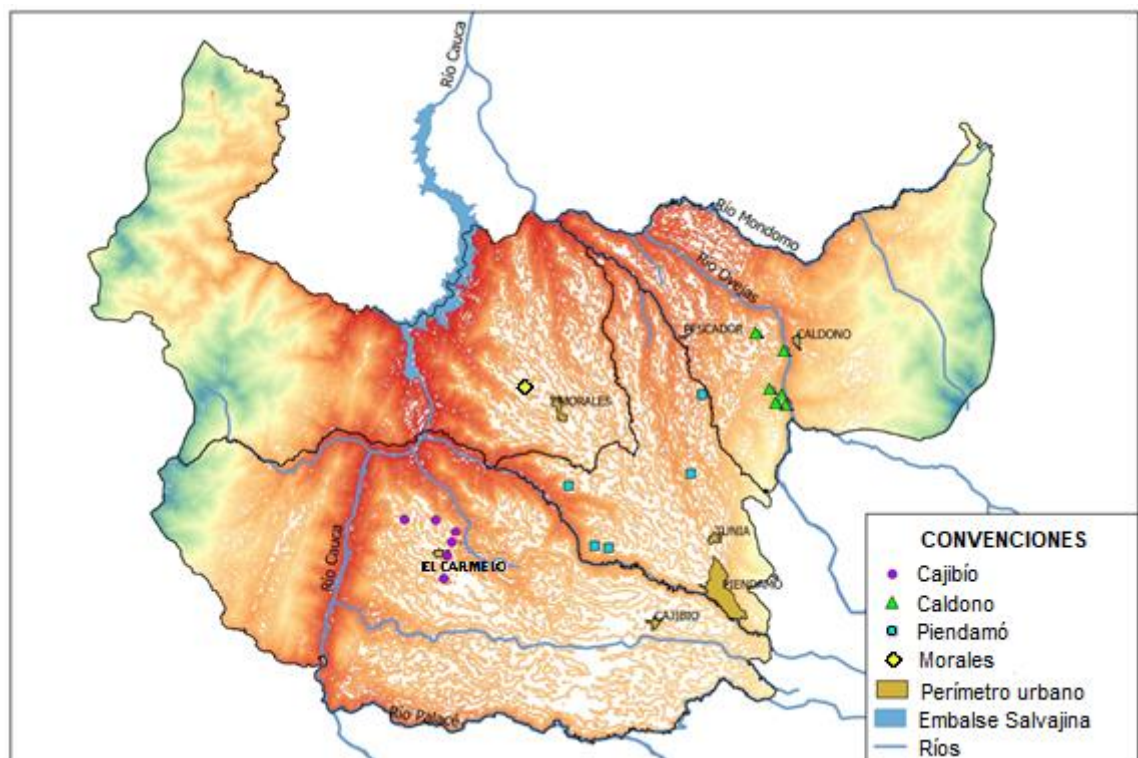 Río Cauca
Río Mondomo
Río Ovejas
PESCADOR
CALDONO
MORALES
Río Cauca
EL CARMELO
TUNIA
PIENDAMÓ
CAJIBIO
Río Palacé
CONVENCIONES
Cajibío
Caldono
Piendamó
Morales
Perímetro urbano
Embalse Salvajina
Ríos